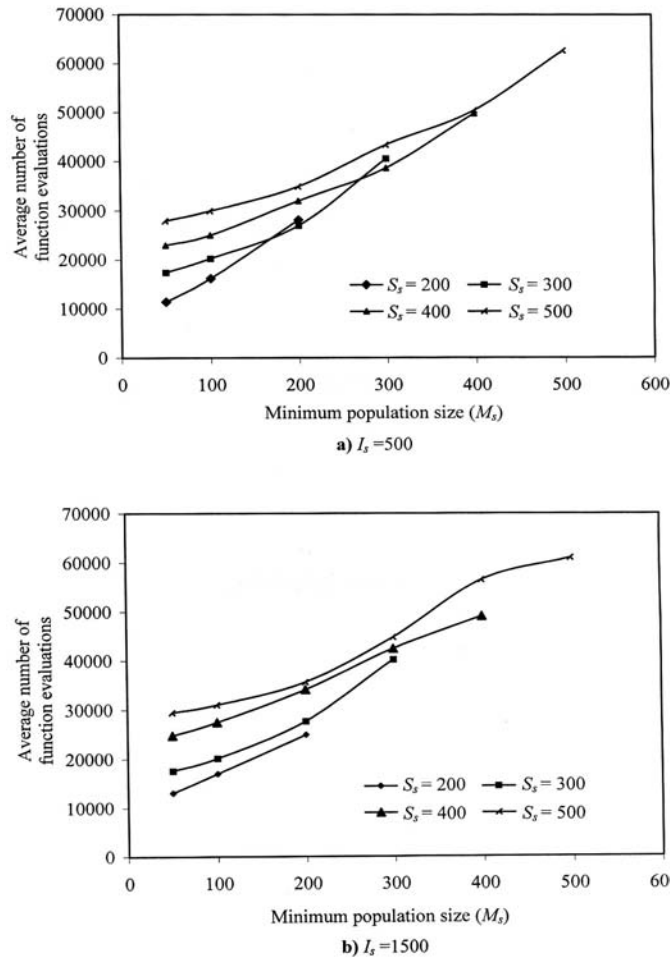 70000
60000
50000
40000
30000
20000
10000
0
Average number of
function evaluations
Ss = 200
Ss = 300
Ss = 400
Ss = 500
0 100 200 300 400 500 600
Minimum population size (Ms)
a) Is =500
70000
60000
50000
40000
30000
20000
10000
0
Average number of
function evaluations
Ss = 200
Ss = 300
Ss = 400
Ss = 500
0 100 200 300 400 500 60
Minimum population size (Ms)
b) Is =1500